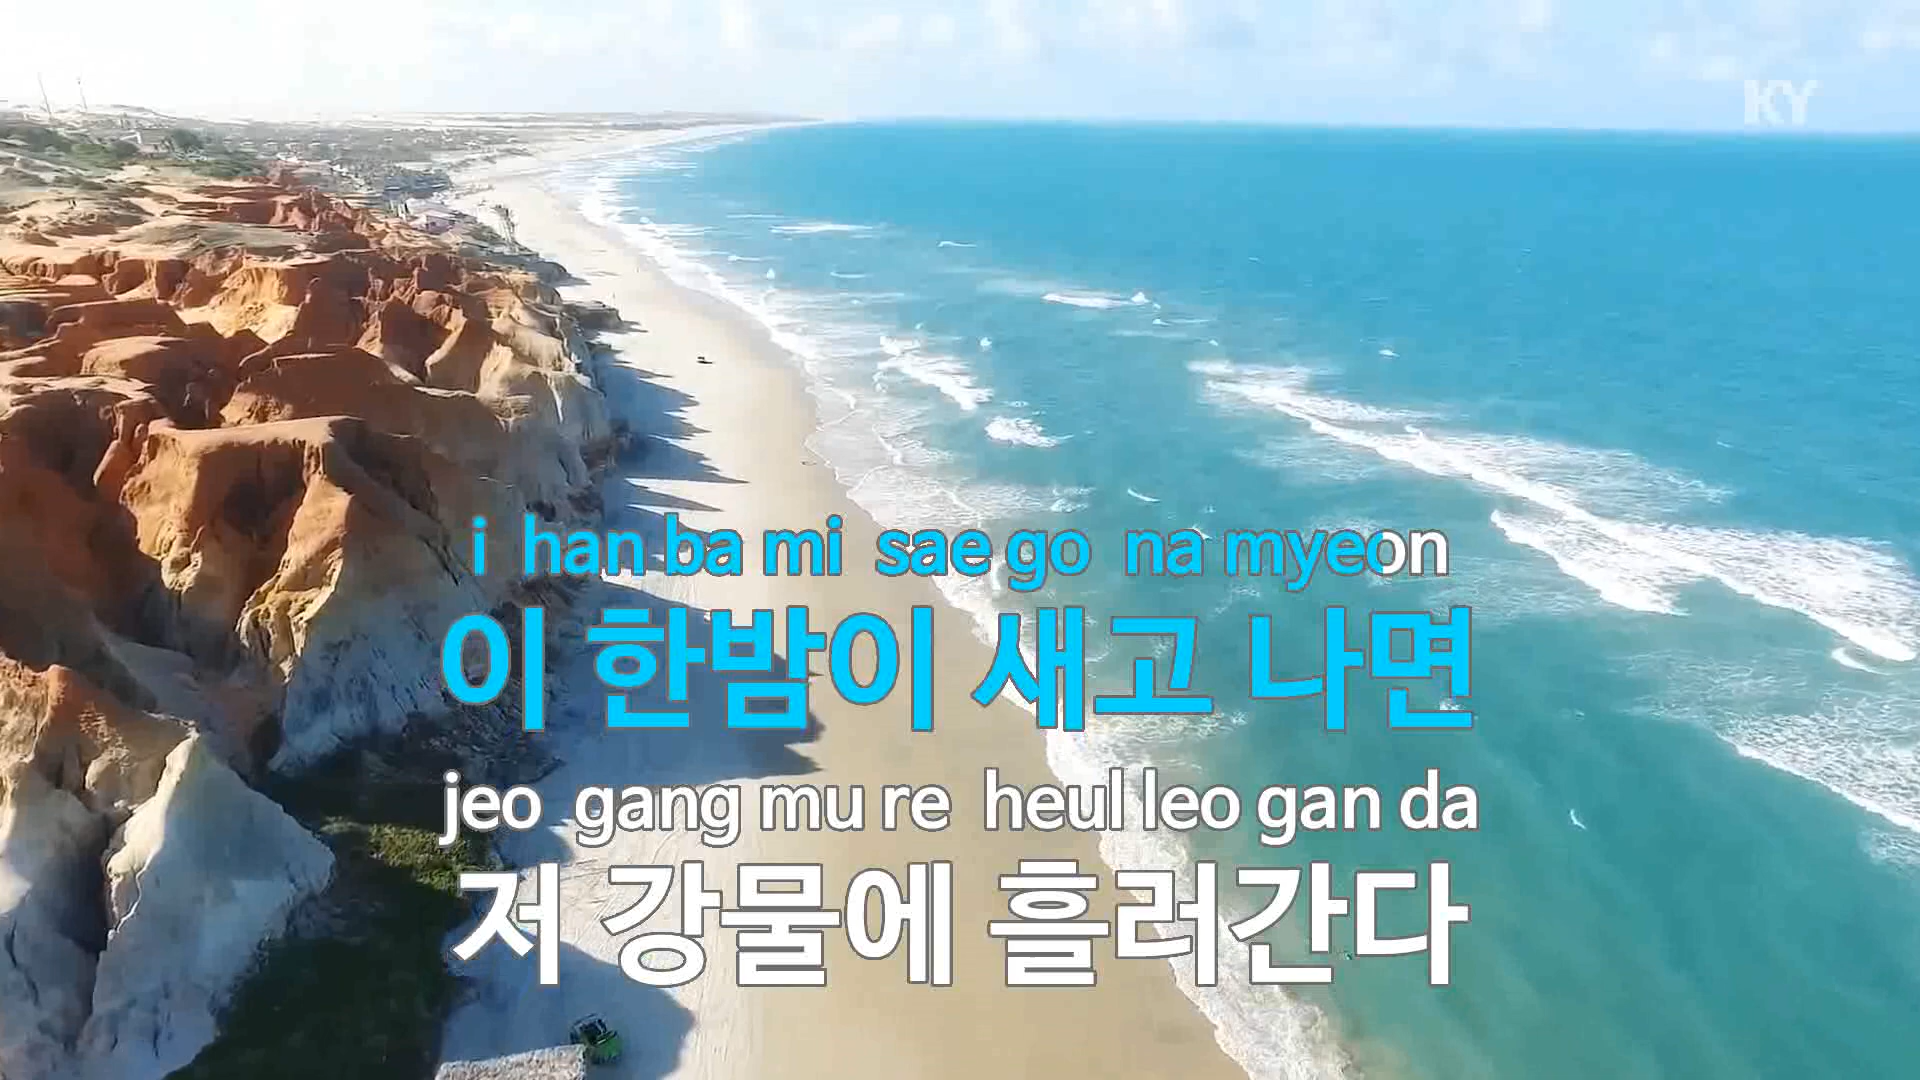 KY
i han ba mi sae go na myeon
이 한밤이 새고 나면
jeo gang mu re heul leo gan da
저 강물에 흘러간다